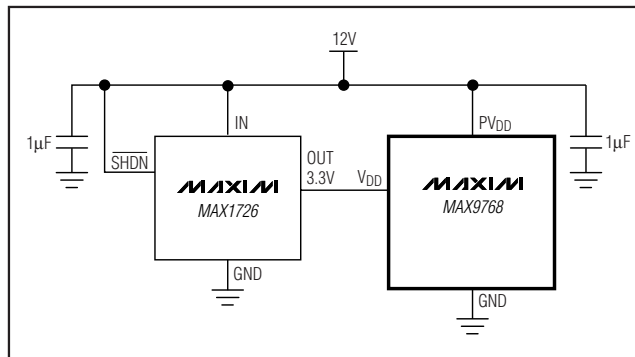 12V
IN
PVDD
1µF
1µF
SHDN
OUT
3.3V
VDD
MAXIM
MAX1726
MAXIM
MAX9768
GND
GND